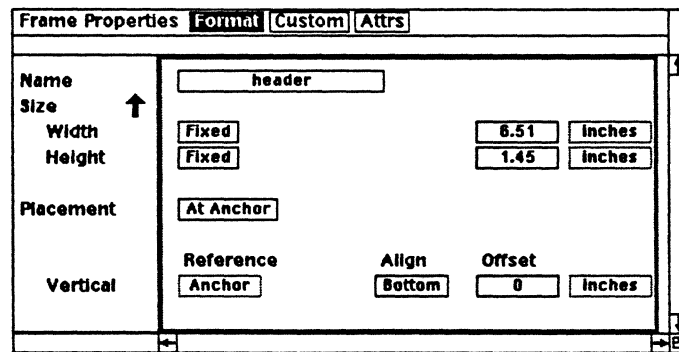 Frame Properties Format Custom Attrs
Name header
Size
Width Fixed 6.51 inches
Height Fixed 1.45 inches
Placement At Anchor
Reference Align Offset
Vertical Anchor Bottom 0 inches